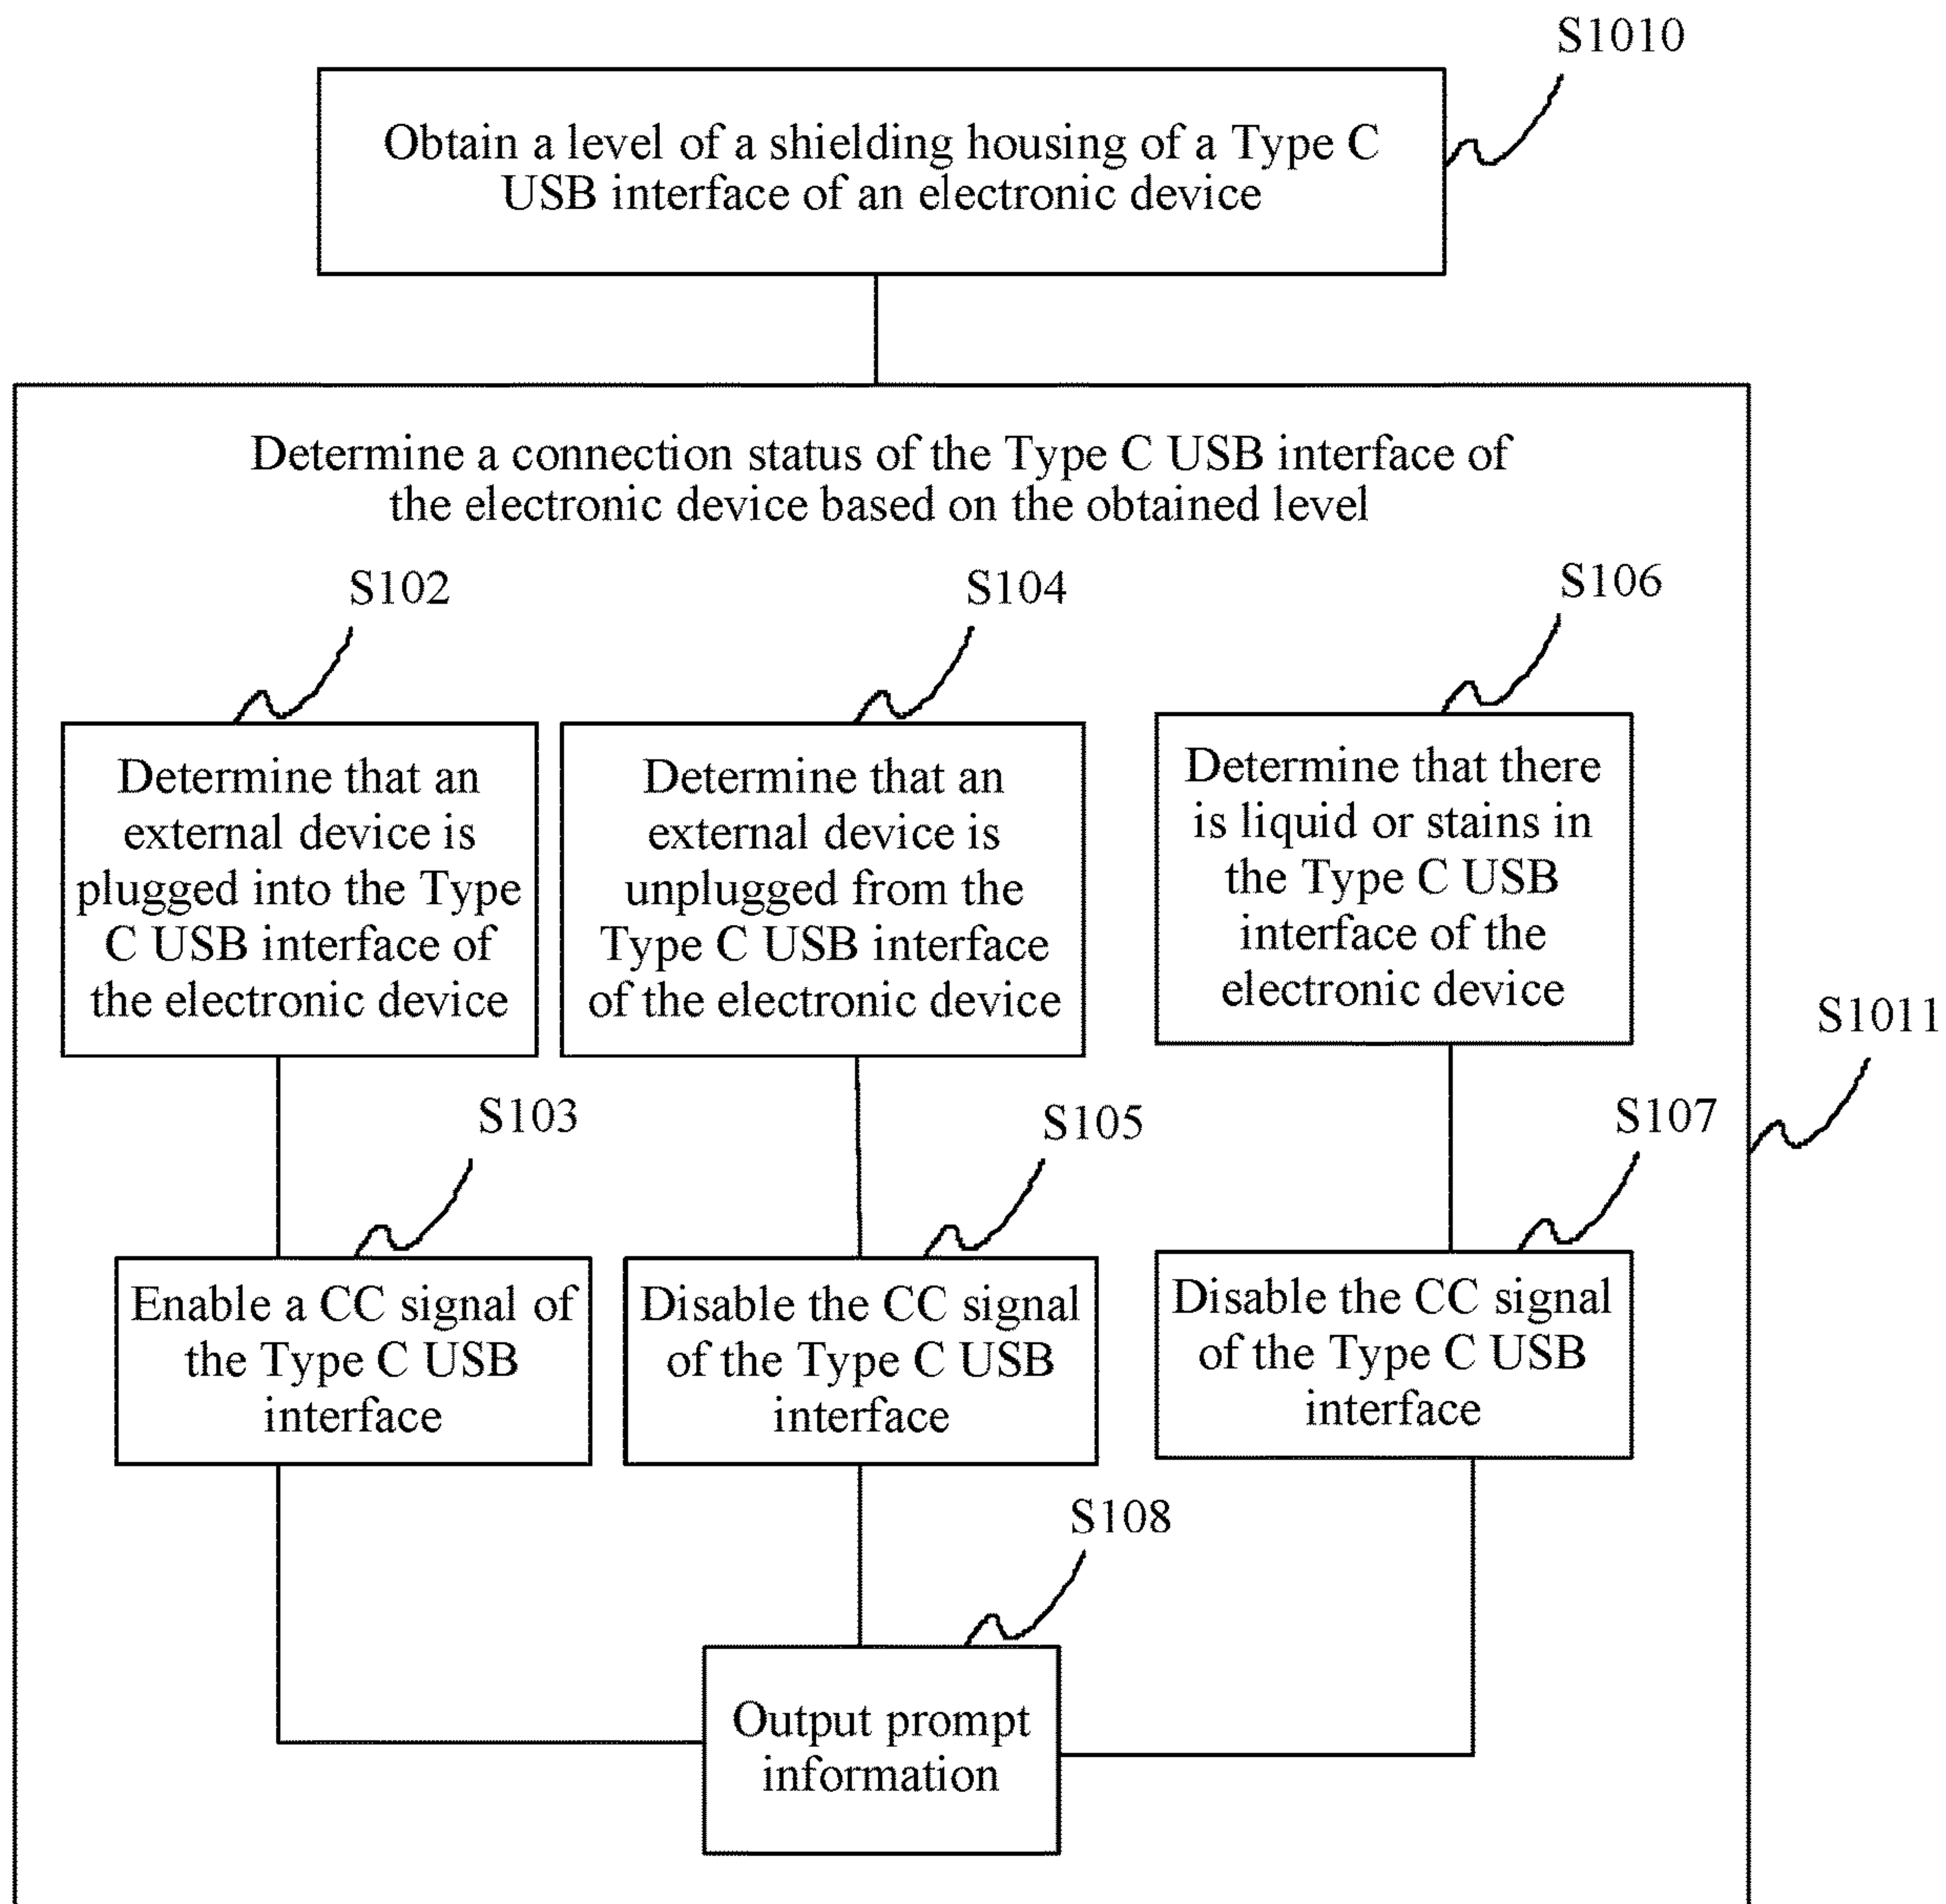 S1010
Obtain a level of a shielding housing of a Type C
USB interface of an electronic device
Determine a connection status of the Type C USB interface of
the electronic device based on the obtained level
S102
Determine that an
external device is
plugged into the Type
C USB interface of
the electronic device
S104
Determine that an
external device is
unplugged from the
Type C USB interface
of the electronic device
S106
Determine that there
is liquid or stains in
the Type C USB
interface of the
electronic device
S1011
S103
Enable a CC signal of
the Type C USB
interface
S105
Disable the CC signal
of the Type C USB
interface
S107
Disable the CC signal
of the Type C USB
interface
S108
Output prompt
information